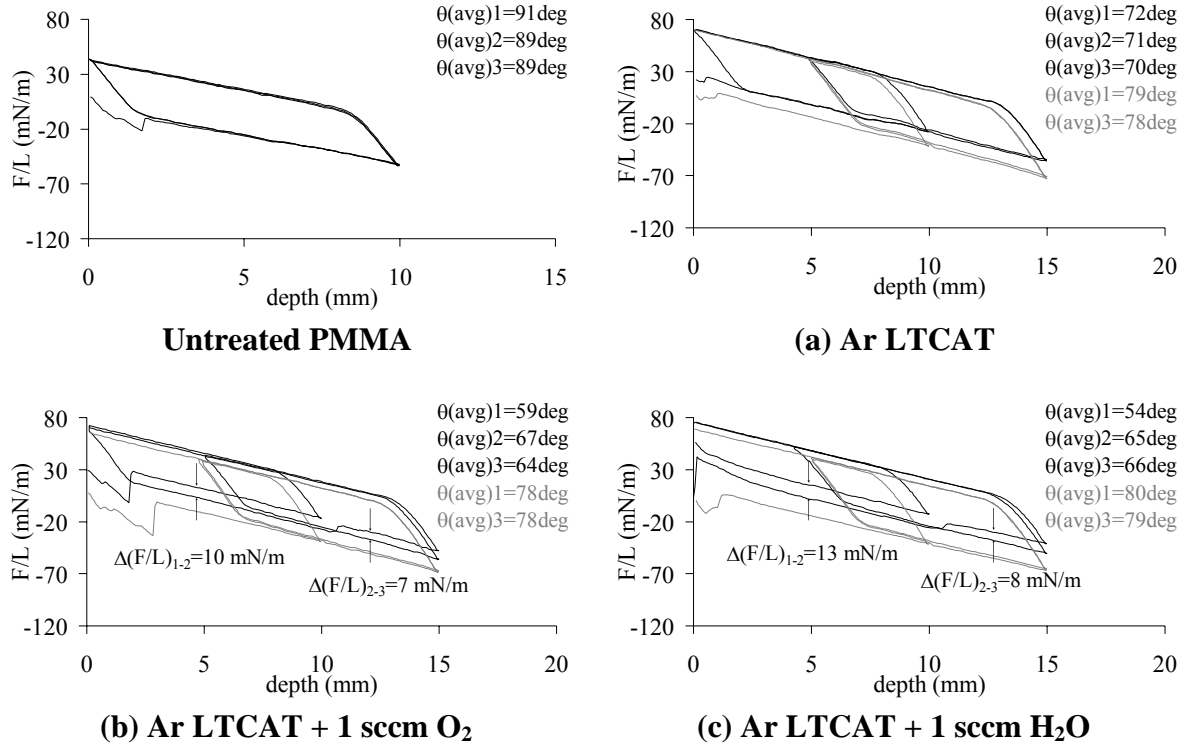 80
30
-20
-70
-120
F/L (mN/m)
0
5
10
15
depth (mm)
θ(avg)1=91deg
θ(avg)2=89deg
θ(avg)3=89deg
Untreated PMMA
80
30
-20
-70
-120
F/L (mN/m)
0
5
10
15
20
depth (mm)
θ(avg)1=72deg
θ(avg)2=71deg
θ(avg)3=70deg
θ(avg)1=79deg
θ(avg)3=78deg
(a) Ar LTCAT
80
30
-20
-70
-120
F/L (mN/m)
0
5
10
15
20
depth (mm)
θ(avg)1=59deg
θ(avg)2=67deg
θ(avg)3=64deg
θ(avg)1=78deg
θ(avg)3=78deg
Δ(F/L)1-2=10 mN/m
Δ(F/L)2-3=7 mN/m
(b) Ar LTCAT + 1 sccm O2
80
30
-20
-70
-120
F/L (mN/m)
0
5
10
15
20
depth (mm)
θ(avg)1=54deg
θ(avg)2=65deg
θ(avg)3=66deg
θ(avg)1=80deg
θ(avg)3=79deg
Δ(F/L)1-2=13 mN/m
Δ(F/L)2-3=8 mN/m
(c) Ar LTCAT + 1 sccm H2O